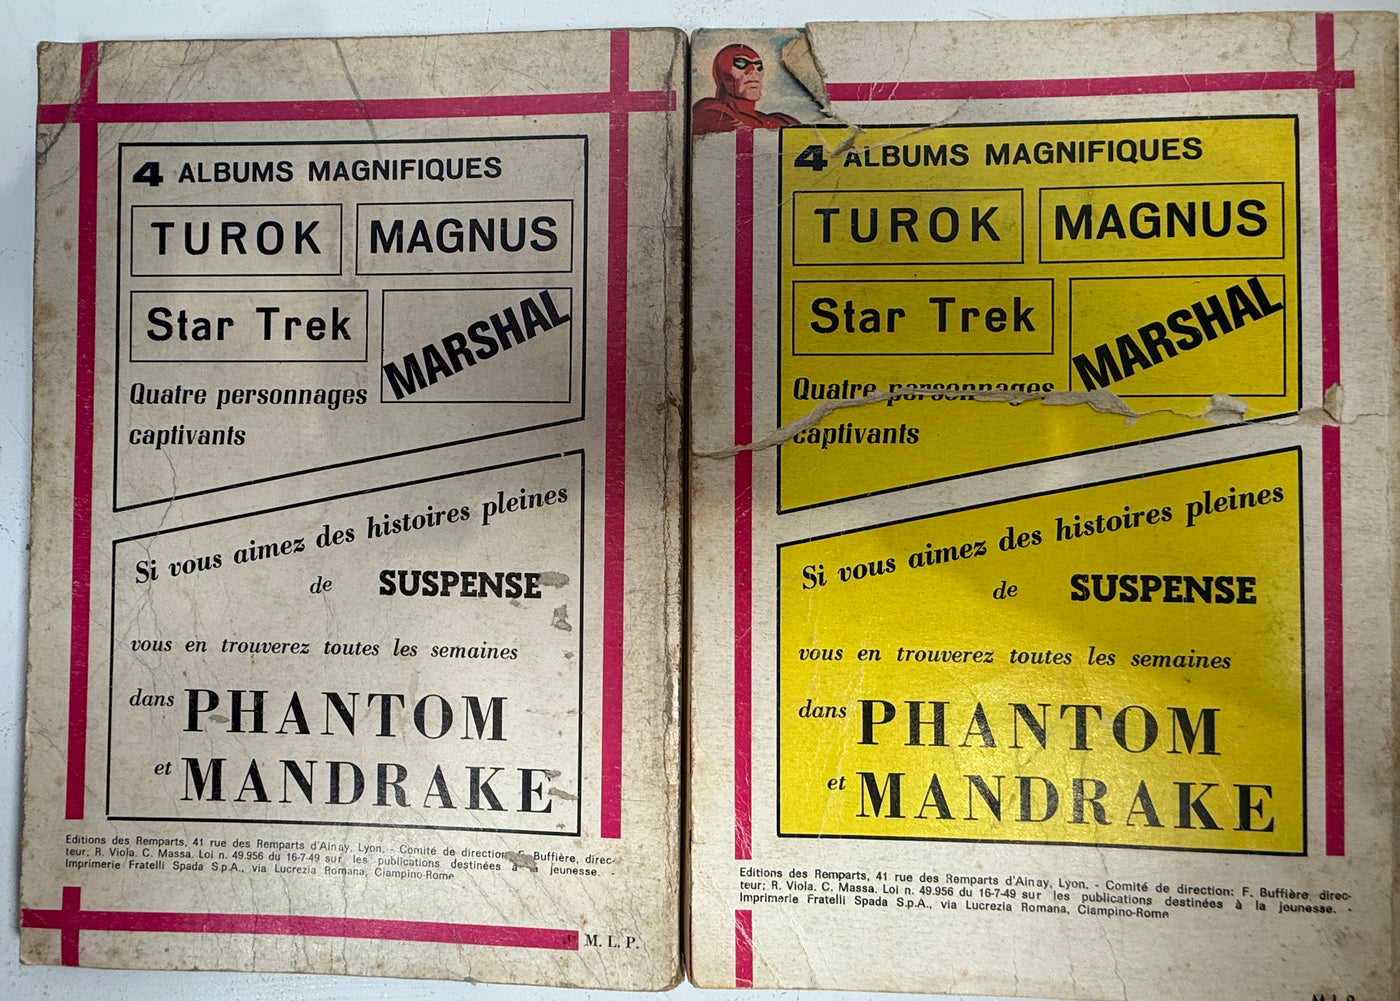 4 ALBUMS MAGNIFIQUES
TUROK
MAGNUS
Star Trek
MARSHAL
Quatre personnages
captivants
Si vous aimez des histoires pleines
de SUSPENSE
vous en trouverez toutes les semaines
dans PHANTOM
et MANDRAKE
Editions des Remparts, 41 rue des Remparts d'Ainay, Lyon. - Comité de direction F. Buffière, direc-
teur; R. Viola. C. Massa. Loi n. 49.956 du 16-7-49 sur les publications destinées à la jeunesse. -
Imprimerie Fratelli Spada S.p.A., via Lucrezia Romana, Ciampino-Rome
M. L. P.
4 ALBUMS MAGNIFIQUES
TUROK
MAGNUS
Star Trek
MARSHAL
Quatre personnages
captivants
Si vous aimez des histoires pleines
de SUSPENSE
vous en trouverez toutes les semaines
dans PHANTOM
et MANDRAKE
Editions des Remparts, 41 rue des Remparts d'Ainay, Lyon. - Comité de direction: F. Buffière, direc-
teur; R. Viola. C. Massa. Loi n. 49.956 du 16-7-49 sur les publications destinées à la jeunesse. -
Imprimerie Fratelli Spada S.p.A., via Lucrezia Romana, Ciampino-Rome